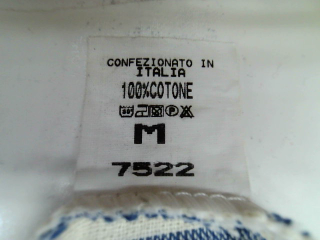 CONFEZIONATO IN
ITALIA
100%COTONE
M
7522